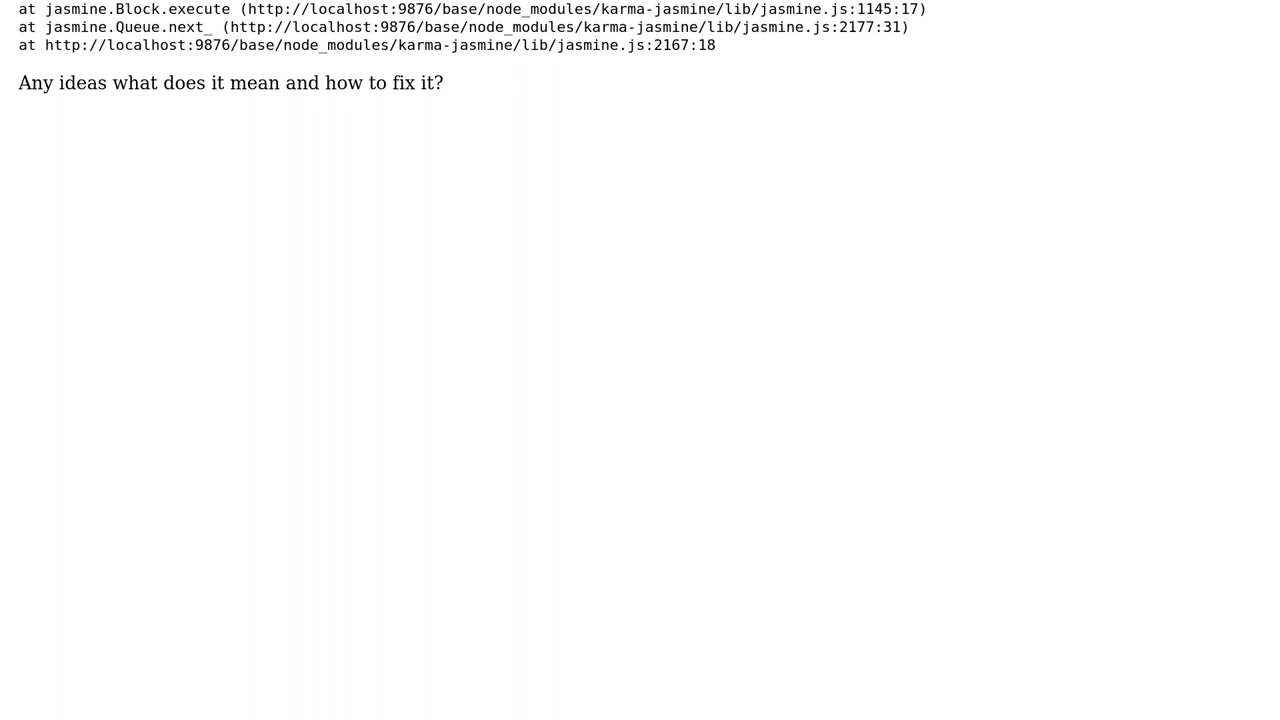 at jasmine.Block.execute (http://localhost:9876/base/node_modules/karma-jasmine/lib/jasmine.js:1145:17)
at jasmine.Queue.next_ (http://localhost:9876/base/node_modules/karma-jasmine/lib/jasmine.js:2177:31)
at http://localhost:9876/base/node_modules/karma-jasmine/lib/jasmine.js:2167:18
Any ideas what does it mean and how to fix it?